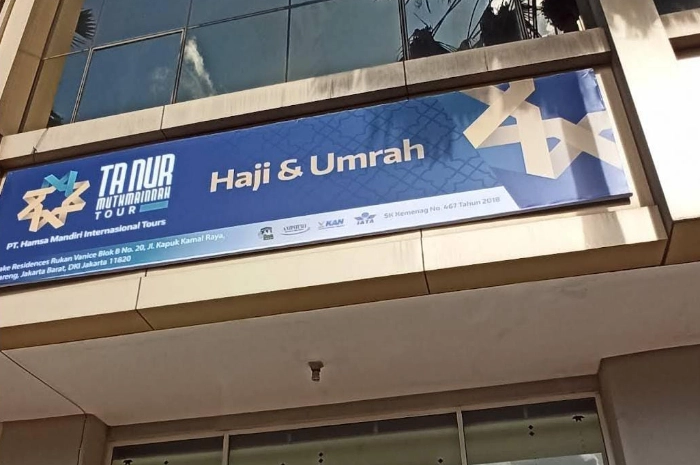 TA NUR
MUTHMAINNAH
TOUR
Haji & Umrah
PT. Hamsa Mandiri Internasional Tours
KAN
IATA
SK Kemenag No. 467 Tahun 2018
Residences Rukan Vanice Blok B No. 20, Jl. Kapuk Kamal Raya,
Jakarta Barat, DKI Jakarta 11820